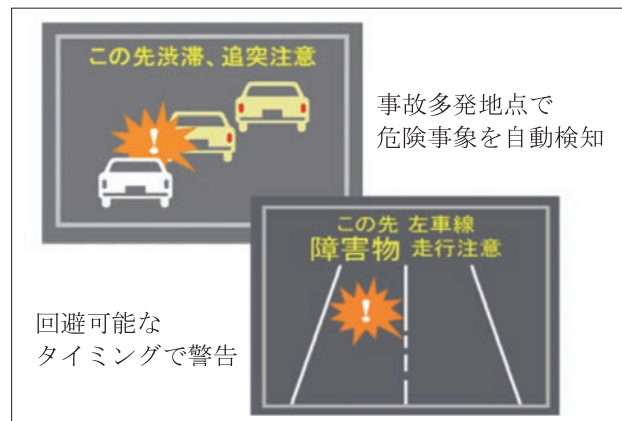 この先渋滞、追突注意
事故多発地点で
危険事象を自動検知
!
この先 左車線
障害物 走行注意
!
回避可能な
タイミングで警告